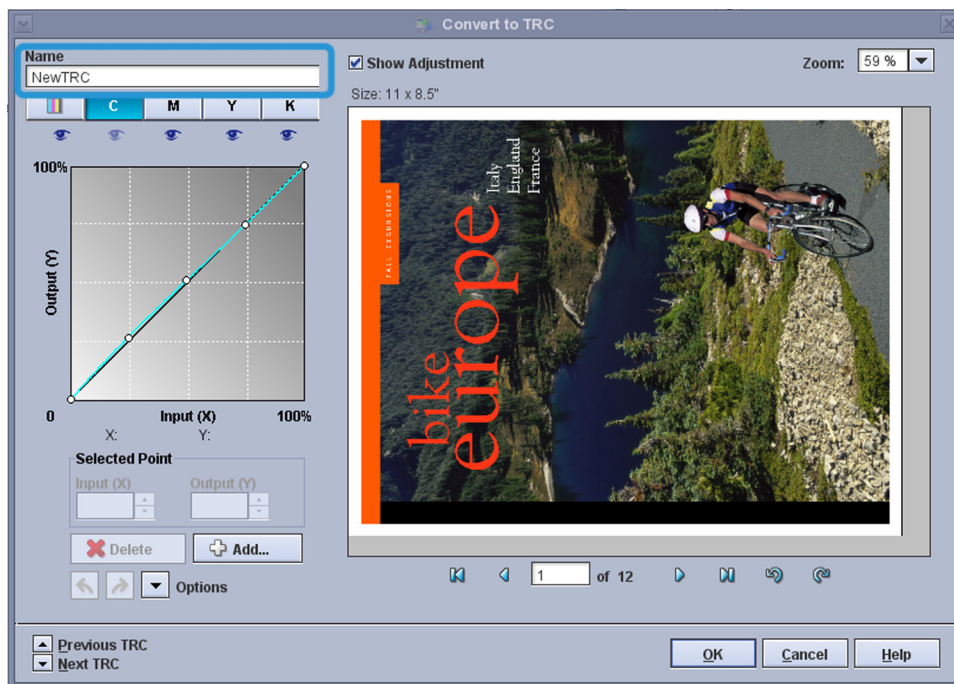 Convert to TRC
Name
NewTRC
C M Y K
100%
Output (Y)
0 Input (X) 100%
X: Y:
Selected Point
Input (X) Output (Y)
Delete Add...
Options
Previous TRC
Next TRC
Show Adjustment
Zoom: 59 %
Size: 11 x 8.5"
FALL EXCURSIONS
bike
europe
Italy
England
France
1 of 12
OK Cancel Help